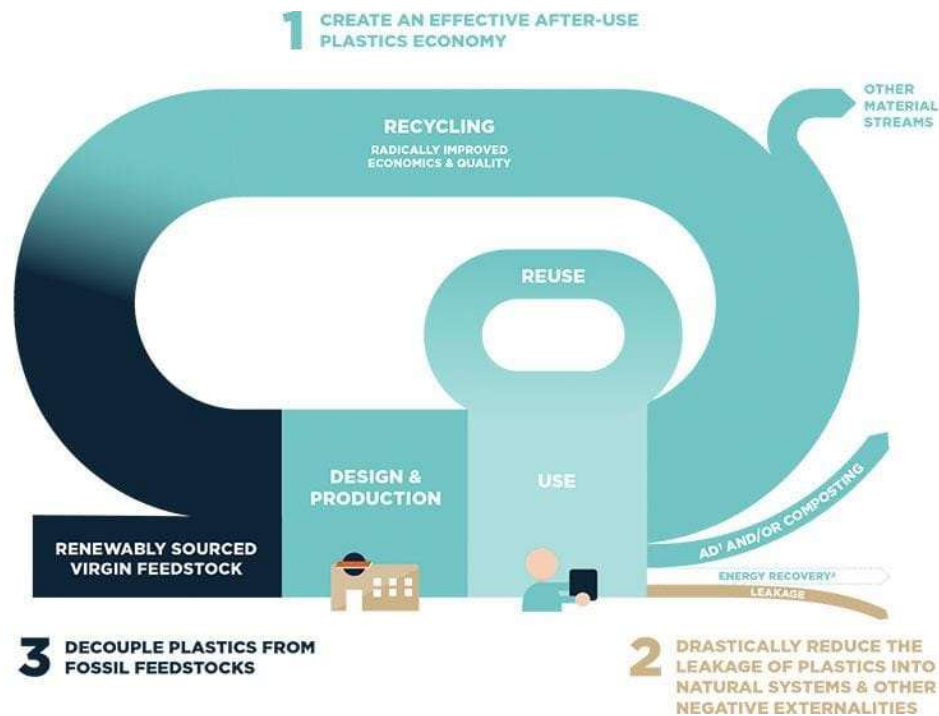 1 CREATE AN EFFECTIVE AFTER-USE
PLASTICS ECONOMY
OTHER
MATERIAL
STREAMS
RECYCLING
RADICALLY IMPROVED
ECONOMICS & QUALITY
REUSE
DESIGN &
PRODUCTION
USE
RENEWABLY SOURCED
VIRGIN FEEDSTOCK
AD¹ AND/OR COMPOSTING
ENERGY RECOVERY²
LEAKAGE
3 DECOUPLE PLASTICS FROM
FOSSIL FEEDSTOCKS
2 DRASTICALLY REDUCE THE
LEAKAGE OF PLASTICS INTO
NATURAL SYSTEMS & OTHER
NEGATIVE EXTERNALITIES